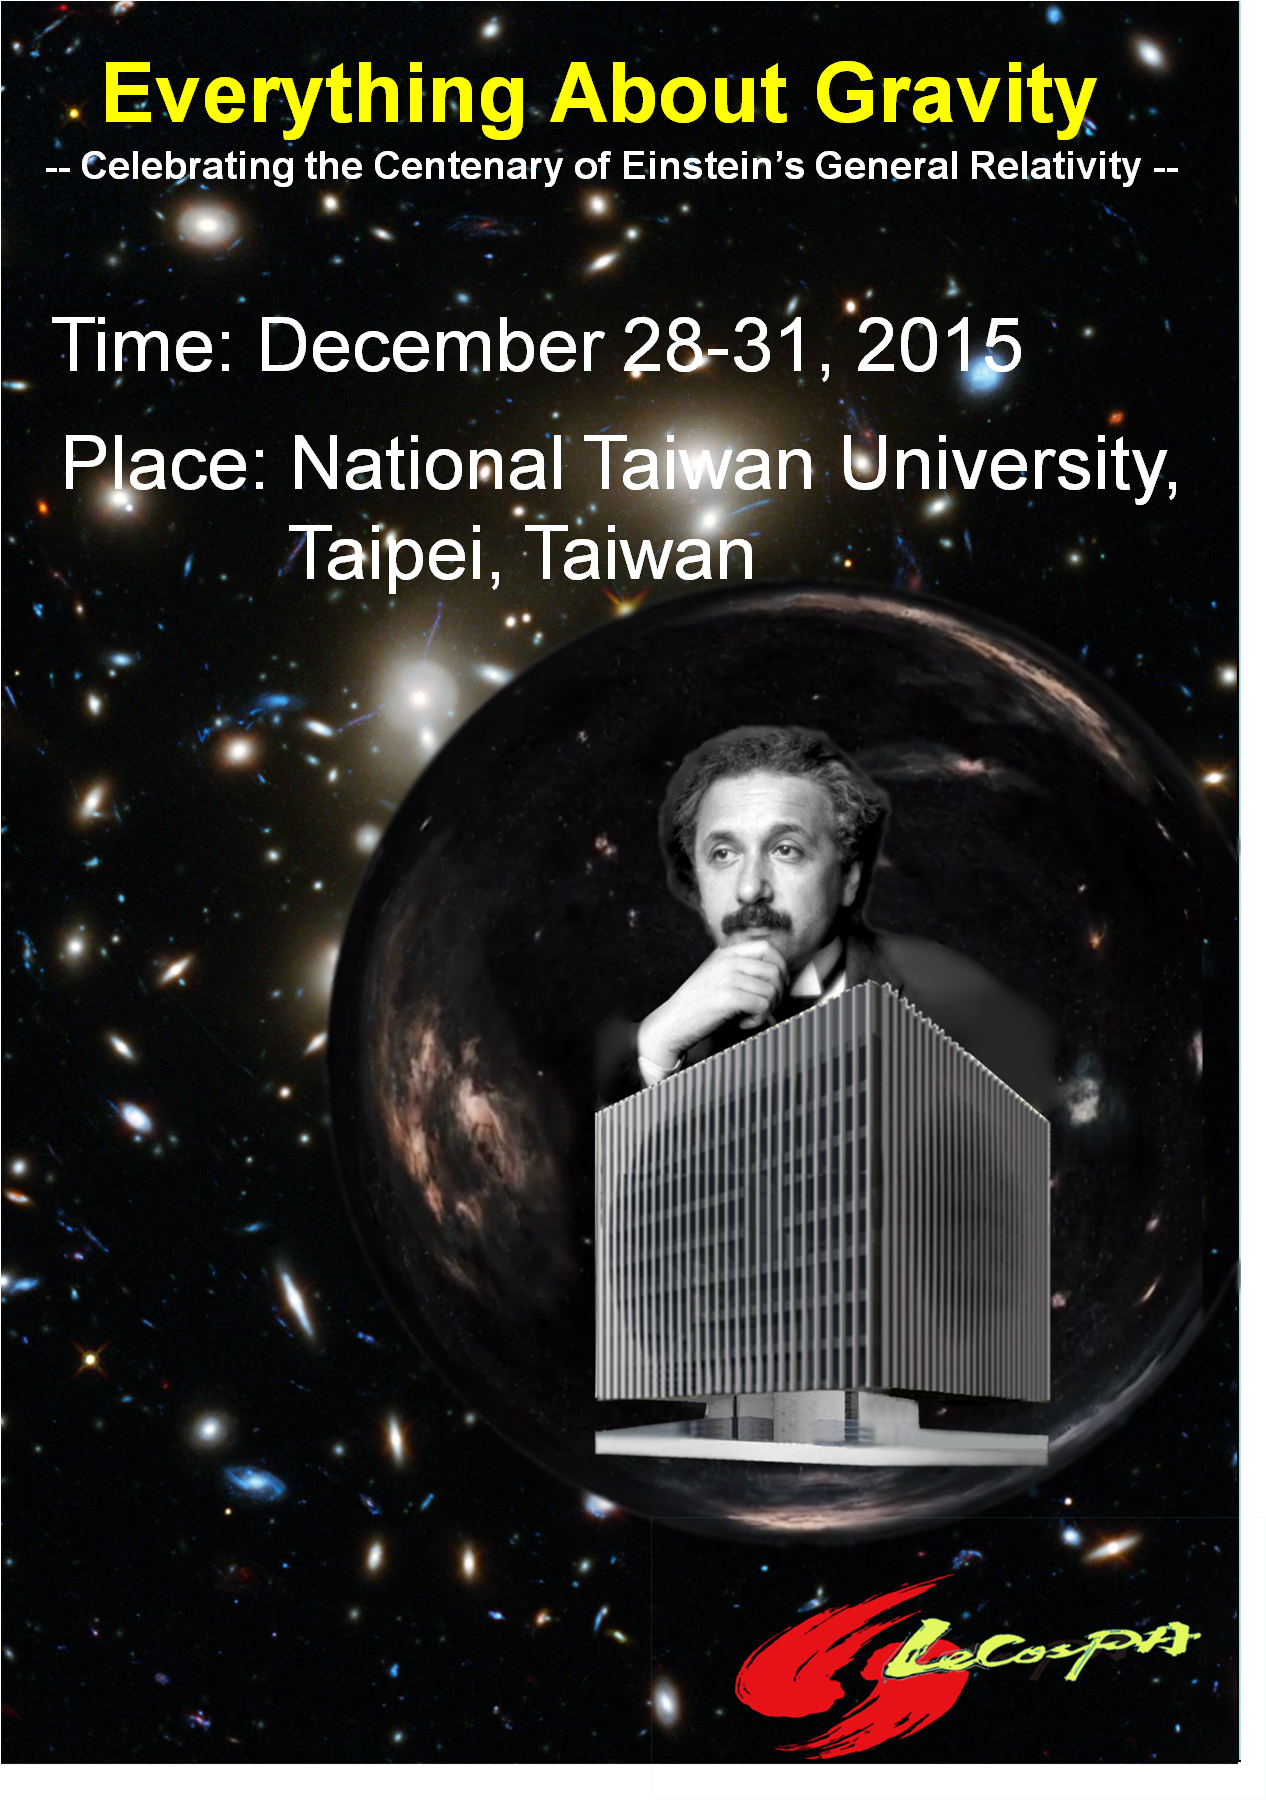 Everything About Gravity
-- Celebrating the Centenary of Einstein’s General Relativity --
Time: December 28-31, 2015
Place: National Taiwan University,
Taipei, Taiwan
LeCosPA